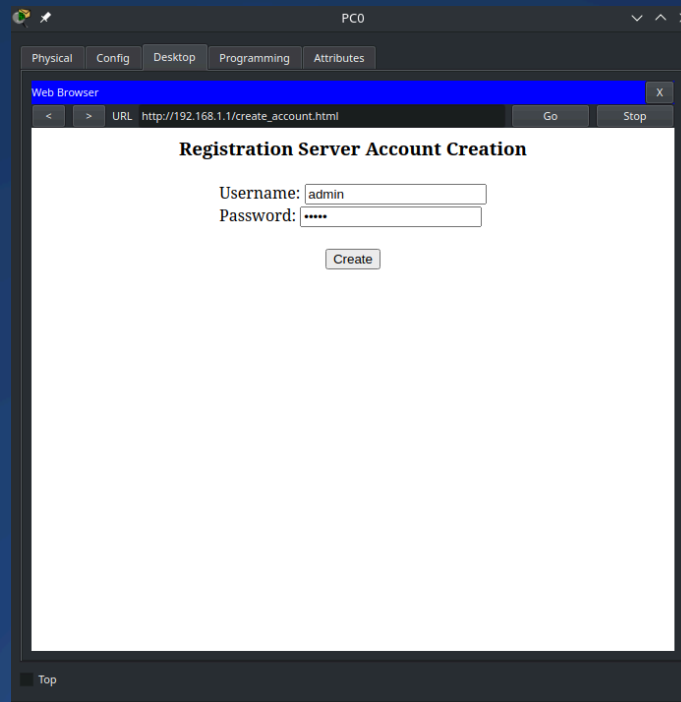 PC0
Physical Config Desktop Programming Attributes
Web Browser X
< > URL http://192.168.1.1/create_account.html Go Stop
Registration Server Account Creation
Username: admin
Password: •••••
Create
Top